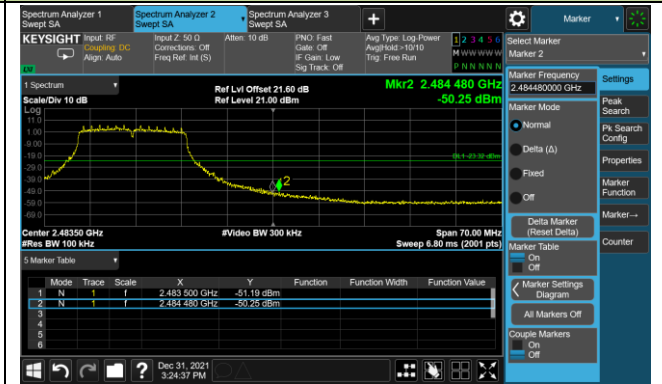 Spectrum Analyzer 1
Swept SA
Spectrum Analyzer 2
Swept SA
Spectrum Analyzer 3
Swept SA
+
Marker
KEYSIGHT
Input: RF
Coupling: DC
Align: Auto
Input Z: 50 Ω
Corrections: Off
Freq Ref: Int (S)
Atten: 10 dB
PNO: Fast
Gate: Off
IF Gain: Low
Sig Track: Off
Avg Type: Log-Power
Avg|Hold:>10/10
Trig: Free Run
1 2 3 4 5 6
M W W W W W
P N N N N N
Select Marker
Marker 2
1 Spectrum
Scale/Div 10 dB
Log
Ref Lvl Offset 21.60 dB
Ref Level 21.00 dBm
Mkr2 2.484 480 GHz
-50.25 dBm
11.0
1.00
-9.00
-19.0
-29.0
-39.0
-49.0
-59.0
-69.0
DL1 -23.32 dBm
2
Center 2.48350 GHz
#Res BW 100 kHz
#Video BW 300 kHz
Span 70.00 MHz
Sweep 6.80 ms (2001 pts)
5 Marker Table
Mode Trace Scale X Y Function Function Width Function Value
1 N 1 f 2.483 500 GHz -51.19 dBm
2 N 1 f 2.484 480 GHz -50.25 dBm
3
4
5
6
Marker Frequency
2.484480000 GHz
Marker Mode
Normal
Delta (Δ)
Fixed
Off
Delta Marker
(Reset Delta)
Marker Table
On
Off
Marker Settings
Diagram
All Markers Off
Couple Markers
On
Off
Settings
Peak
Search
Pk Search
Config
Properties
Marker
Function
Marker→
Counter
?
Dec 31, 2021
3:24:37 PM